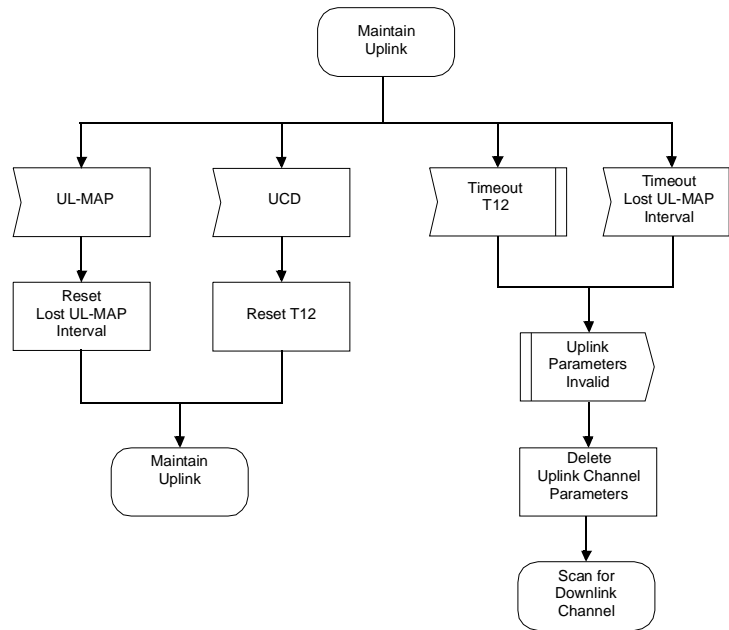 Maintain
Uplink
UL-MAP
UCD
Timeout
T12
Timeout
Lost UL-MAP
Interval
Reset
Lost UL-MAP
Interval
Reset T12
Uplink
Parameters
Invalid
Maintain
Uplink
Delete
Uplink Channel
Parameters
Scan for
Downlink
Channel